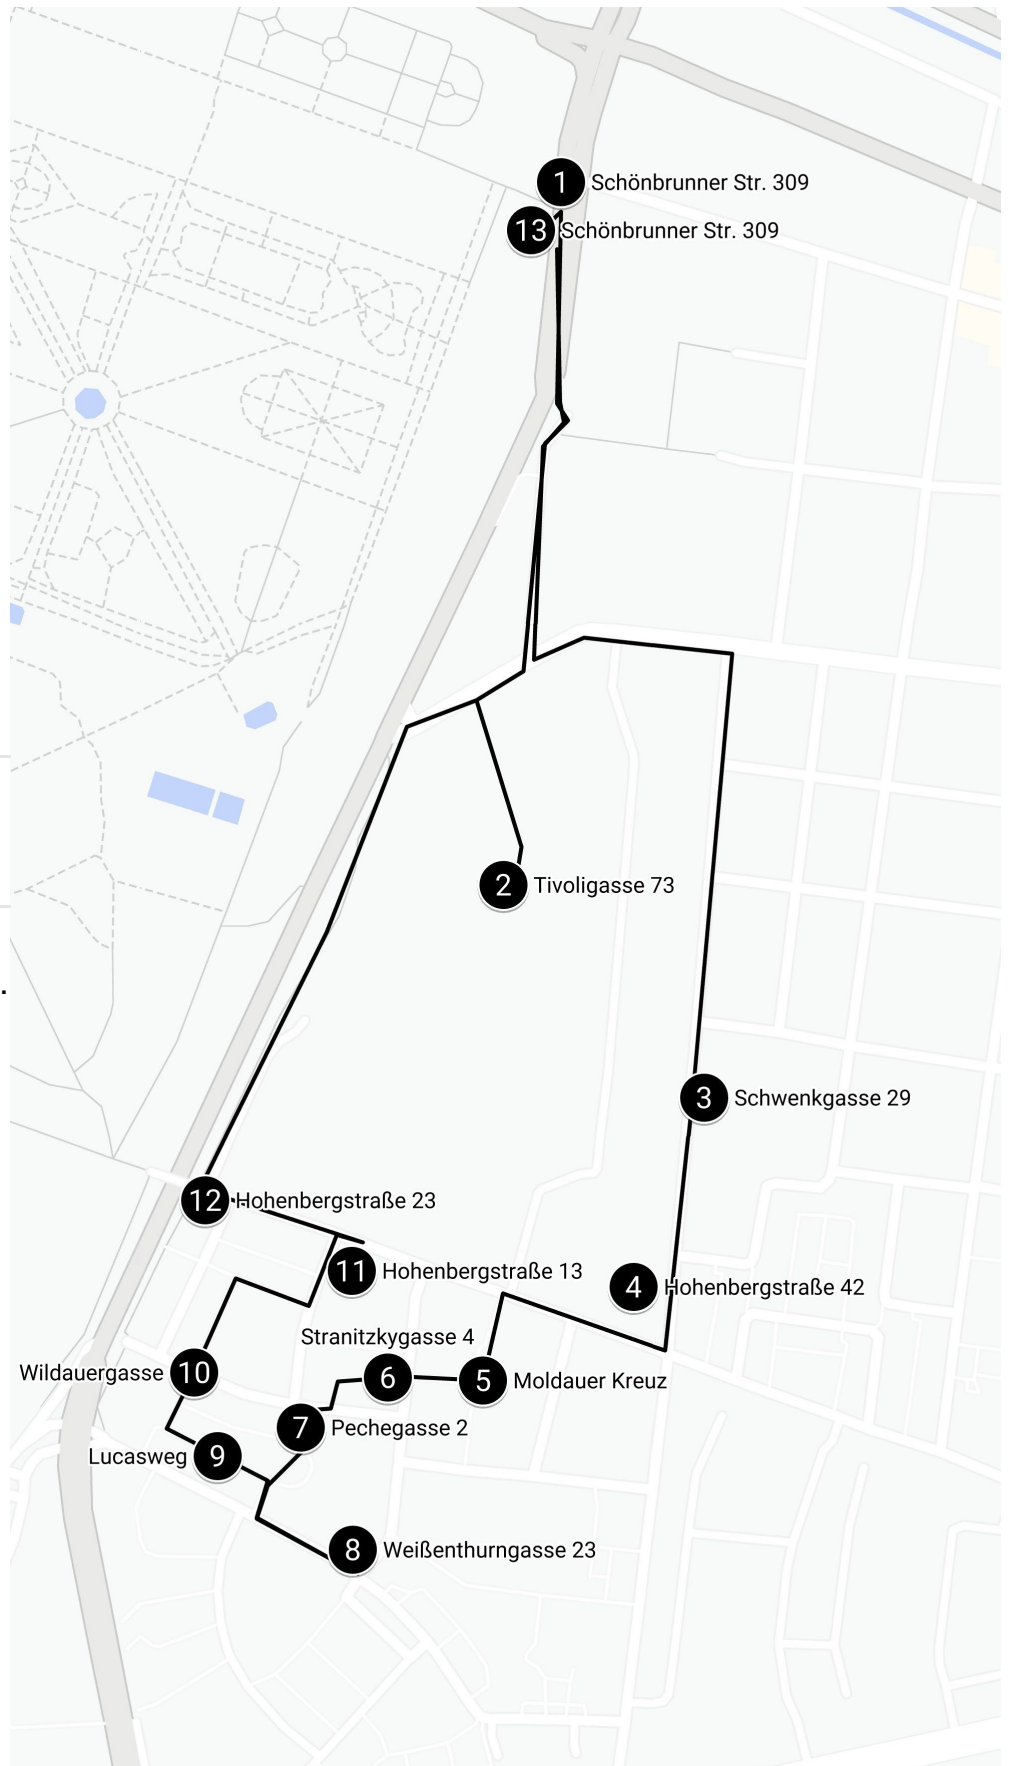 1 Schönbrunner Str. 309
13 Schönbrunner Str. 309
2 Tivoligasse 73
.
3 Schwenkgasse 29
12 Hohenbergstraße 23
11 Hohenbergstraße 13
4 Hohenbergstraße 42
Stranitzkygasse 4
6
5 Moldauer Kreuz
Wildauergasse 10
7 Pechegasse 2
Lucasweg 9
8 Weißenthurngasse 23